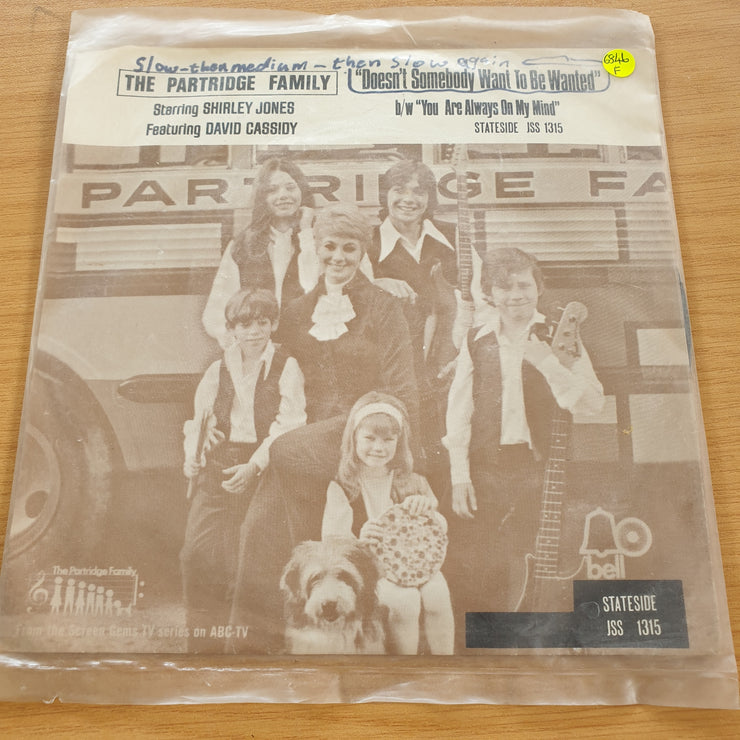 Slow-then medium - then slow again
6846
F
THE PARTRIDGE FAMILY
"Doesn't Somebody Want To Be Wanted"
Starring SHIRLEY JONES
b/w "You Are Always On My Mind"
Featuring DAVID CASSIDY
STATESIDE JSS 1315
PARTRIDGE FA
The Partridge Family
bell
STATESIDE
JSS 1315
From the Screen Gems TV series on ABC-TV